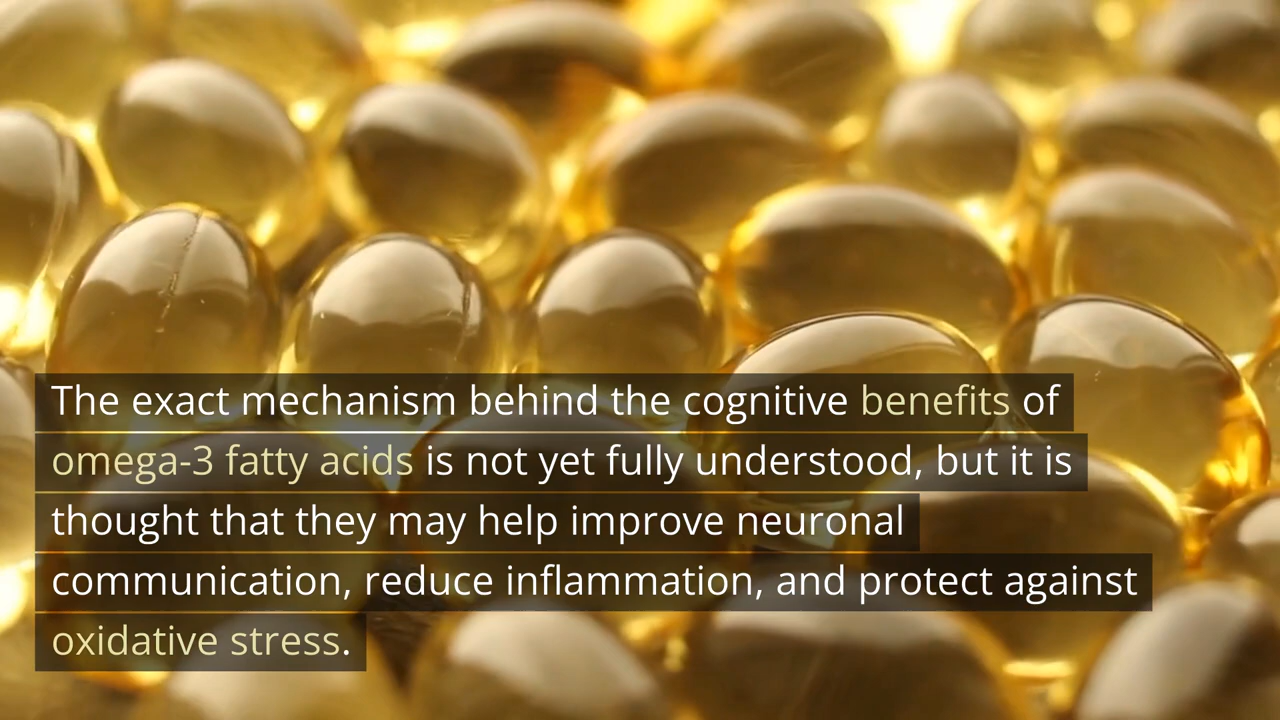 The exact mechanism behind the cognitive benefits of
omega-3 fatty acids is not yet fully understood, but it is
thought that they may help improve neuronal
communication, reduce inflammation, and protect against
oxidative stress.